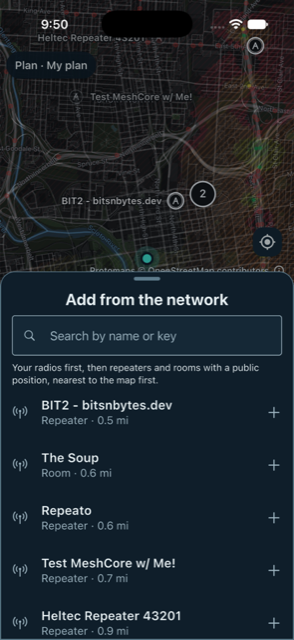 9:50
Heltec Repeater 43201
A
Plan · My plan
A Test MeshCore w/ Me!
BIT2 - bitsnbytes.dev A 2
Protomaps © OpenStreetMap contributors
Add from the network
Search by name or key
Your radios first, then repeaters and rooms with a public
position, nearest to the map first.
BIT2 - bitsnbytes.dev
Repeater · 0.5 mi
The Soup
Room · 0.6 mi
Repeato
Repeater · 0.6 mi
Test MeshCore w/ Me!
Repeater · 0.7 mi
Heltec Repeater 43201
Repeater · 0.9 mi